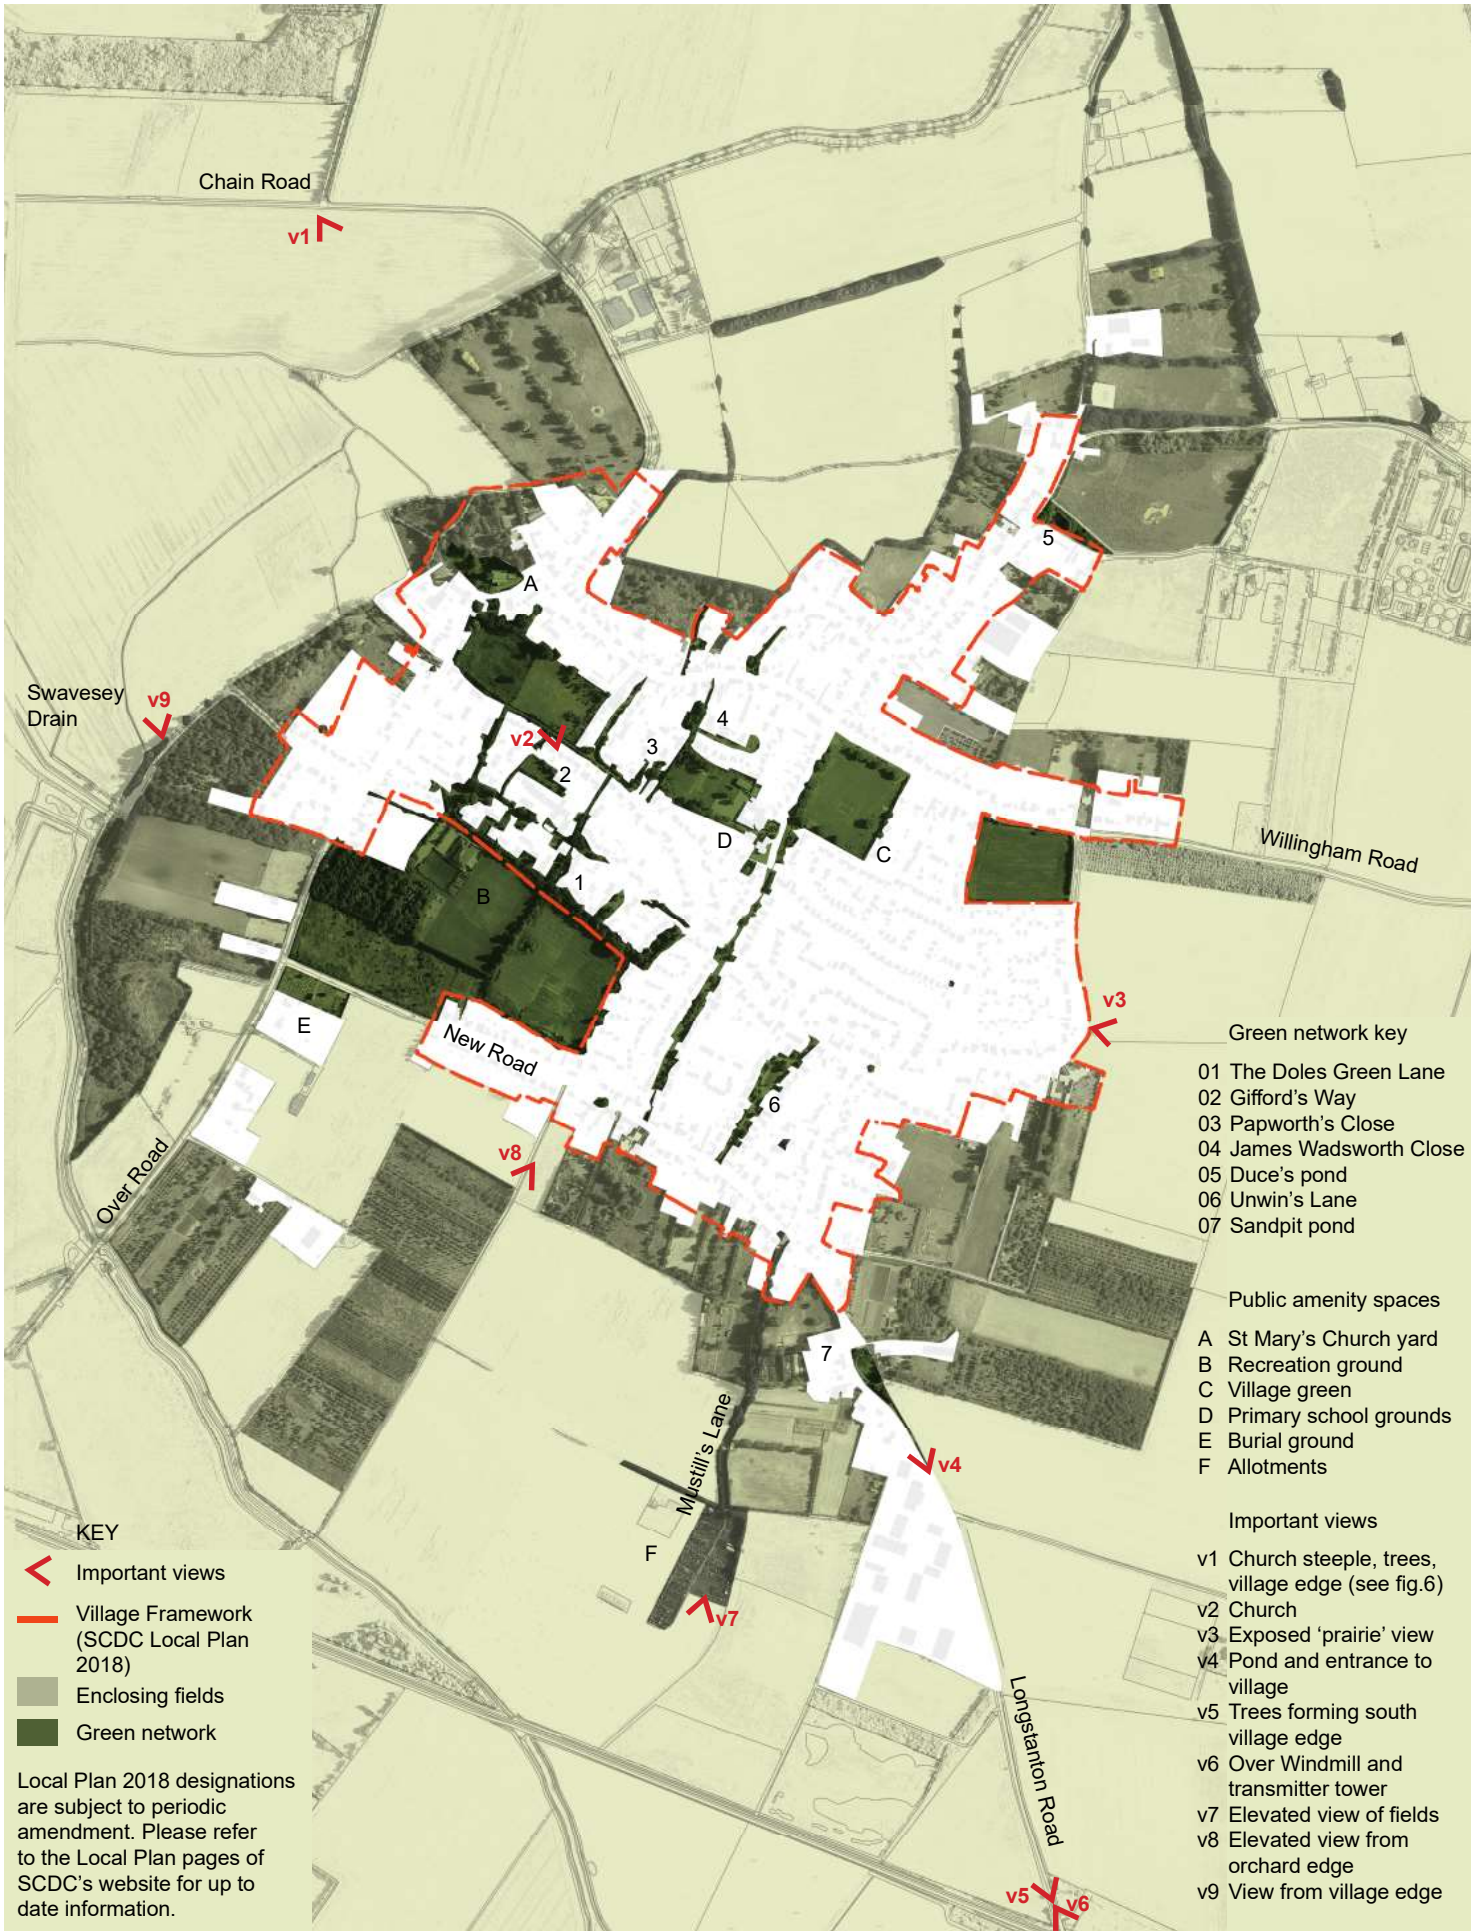 Chain Road
v1
5
A
Swavesey
Drain
v9
4
v2
3
2
D
C
Willingham Road
1
B
v3
E
New Road
6
v8
Over Road
7
Mustill's Lane
v4
F
v7
Longstanton Road
v5
v6
Green network key
01 The Doles Green Lane
02 Gifford's Way
03 Papworth's Close
04 James Wadsworth Close
05 Duce's pond
06 Unwin's Lane
07 Sandpit pond
Public amenity spaces
A St Mary's Church yard
B Recreation ground
C Village green
D Primary school grounds
E Burial ground
F Allotments
Important views
v1 Church steeple, trees,
village edge (see fig.6)
v2 Church
v3 Exposed 'prairie' view
v4 Pond and entrance to
village
v5 Trees forming south
village edge
v6 Over Windmill and
transmitter tower
v7 Elevated view of fields
v8 Elevated view from
orchard edge
v9 View from village edge
KEY
Important views
Village Framework
(SCDC Local Plan
2018)
Enclosing fields
Green network
Local Plan 2018 designations
are subject to periodic
amendment. Please refer
to the Local Plan pages of
SCDC's website for up to
date information.